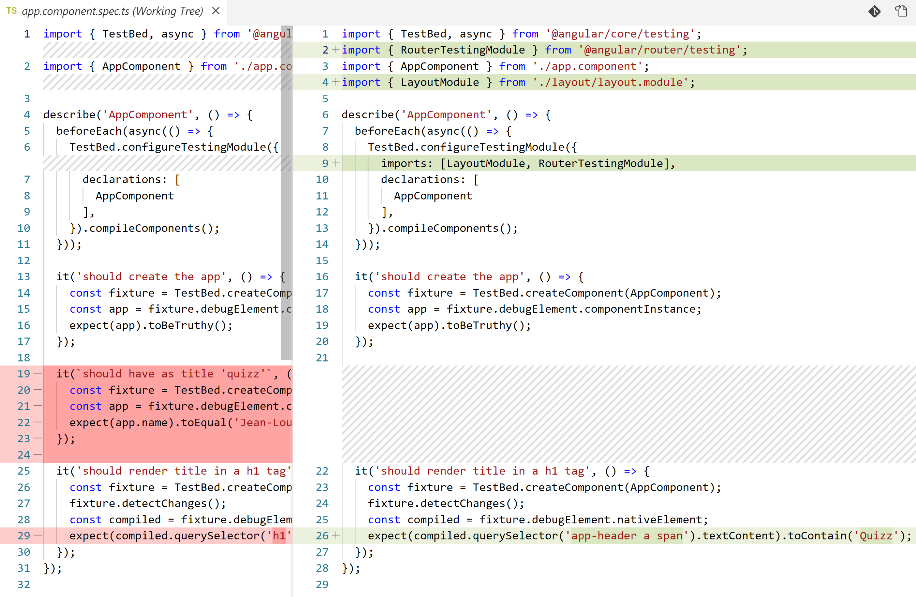 TS app.component.spec.ts (Working Tree) ×
1 import { TestBed, async } from '@angul
2 import { AppComponent } from './app.co
3
4 describe('AppComponent', () => {
5 beforeEach(async(() => {
6 TestBed.configureTestingModule({
7 declarations: [
8 AppComponent
9 ],
10 }).compileComponents();
11 }));
12
13 it('should create the app', () => {
14 const fixture = TestBed.createComp
15 const app = fixture.debugElement.c
16 expect(app).toBeTruthy();
17 });
18
19 − it(`should have as title 'quizz'`, (
20 − const fixture = TestBed.createComp
21 − const app = fixture.debugElement.c
22 − expect(app.name).toEqual('Jean-Lou
23 − });
24 −
25 it('should render title in a h1 tag'
26 const fixture = TestBed.createComp
27 fixture.detectChanges();
28 const compiled = fixture.debugElem
29 − expect(compiled.querySelector('h1'
30 });
31 });
32
1 import { TestBed, async } from '@angular/core/testing';
2 + import { RouterTestingModule } from '@angular/router/testing';
3 import { AppComponent } from './app.component';
4 + import { LayoutModule } from './layout/layout.module';
5
6 describe('AppComponent', () => {
7 beforeEach(async(() => {
8 TestBed.configureTestingModule({
9 + imports: [LayoutModule, RouterTestingModule],
10 declarations: [
11 AppComponent
12 ],
13 }).compileComponents();
14 }));
15
16 it('should create the app', () => {
17 const fixture = TestBed.createComponent(AppComponent);
18 const app = fixture.debugElement.componentInstance;
19 expect(app).toBeTruthy();
20 });
21
22 it('should render title in a h1 tag', () => {
23 const fixture = TestBed.createComponent(AppComponent);
24 fixture.detectChanges();
25 const compiled = fixture.debugElement.nativeElement;
26 + expect(compiled.querySelector('app-header a span').textContent).toContain('Quizz');
27 });
28 });
29